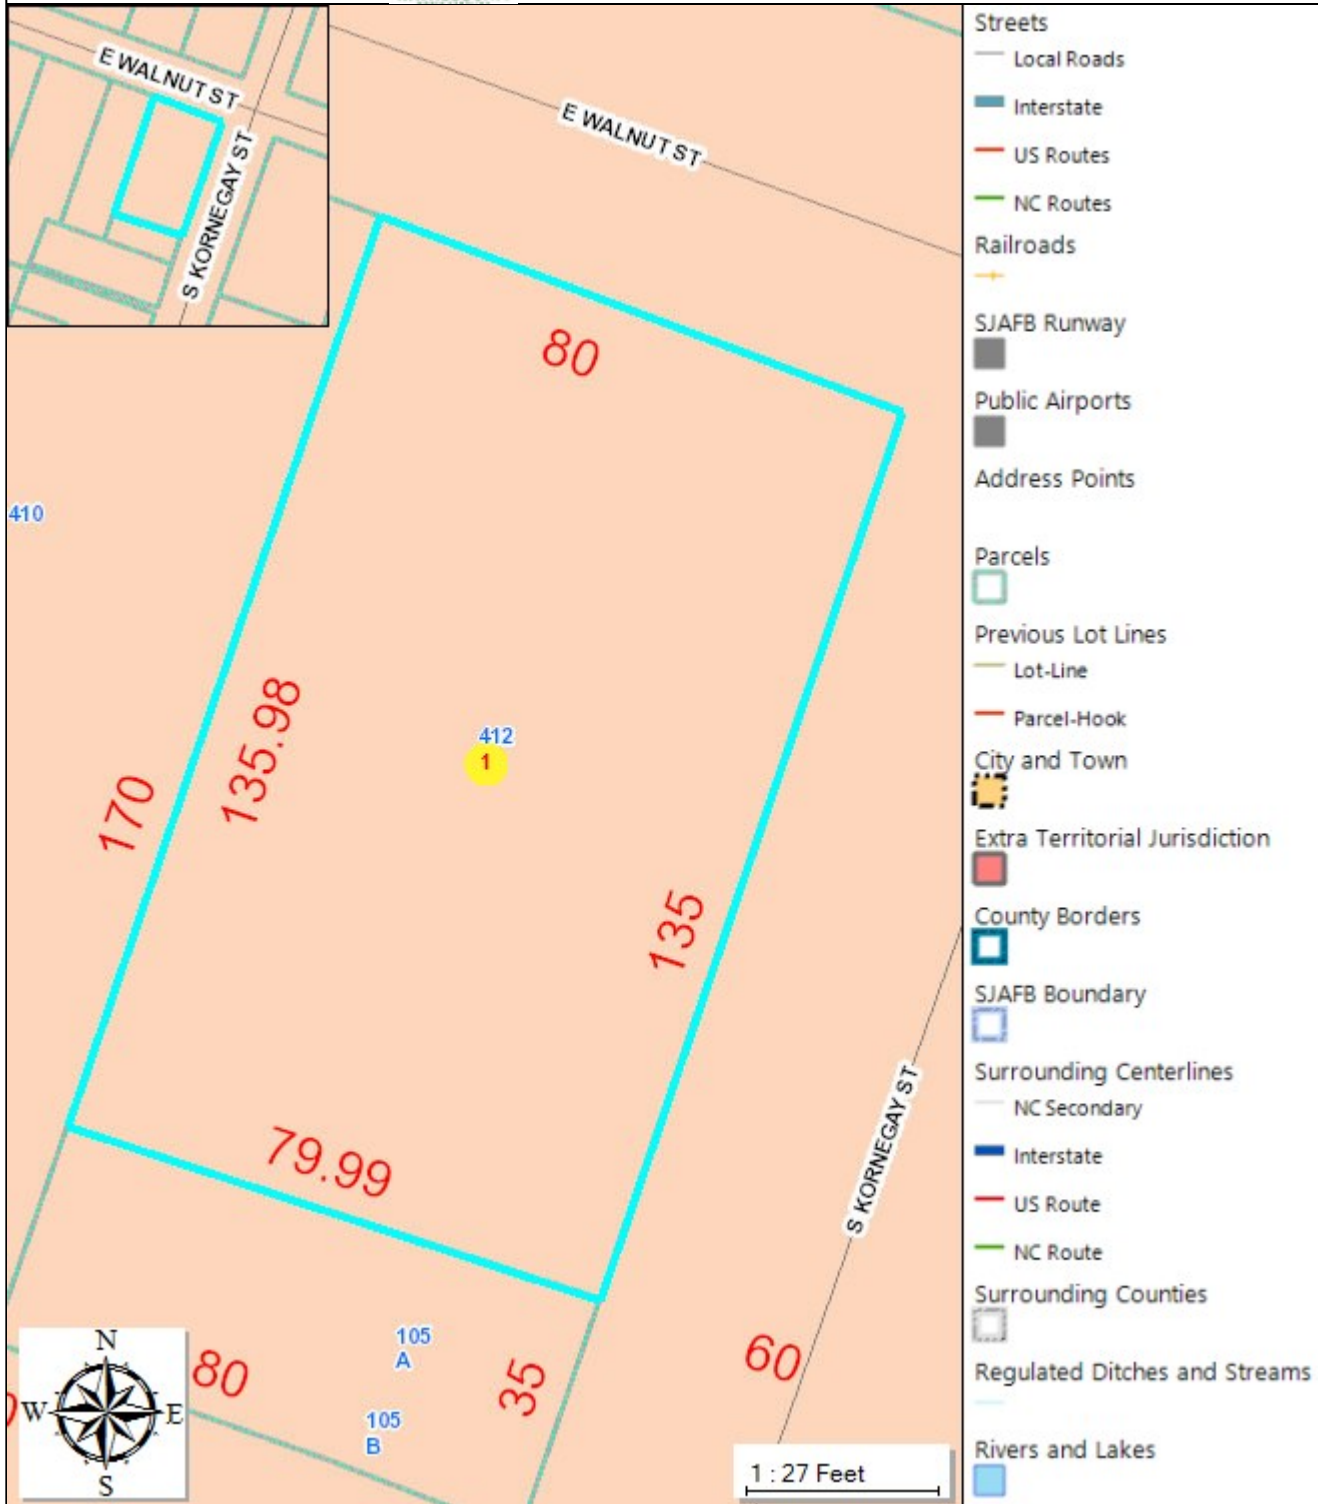 E WALNUT ST
S KORNEGAY ST
E WALNUT ST
80
410
135.98
170
412
1
135
79.99
S KORNEGAY ST
105
A
80
35
60
105
B
N
W
E
S
1 : 27 Feet
Streets
Local Roads
Interstate
US Routes
NC Routes
Railroads
SJAFB Runway
Public Airports
Address Points
Parcels
Previous Lot Lines
Lot-Line
Parcel-Hook
City and Town
Extra Territorial Jurisdiction
County Borders
SJAFB Boundary
Surrounding Centerlines
NC Secondary
Interstate
US Route
NC Route
Surrounding Counties
Regulated Ditches and Streams
Rivers and Lakes